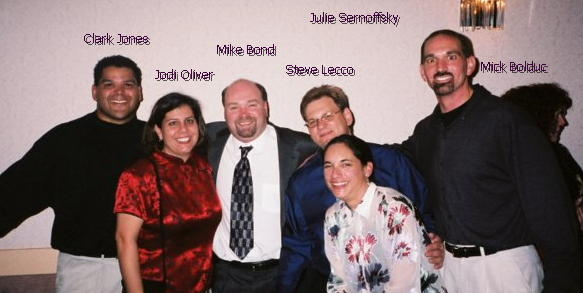 Julie Sernoffsky
Clark Jones
Mike Bond
Jodi Oliver
Steve Lecco
Mick Bolduc